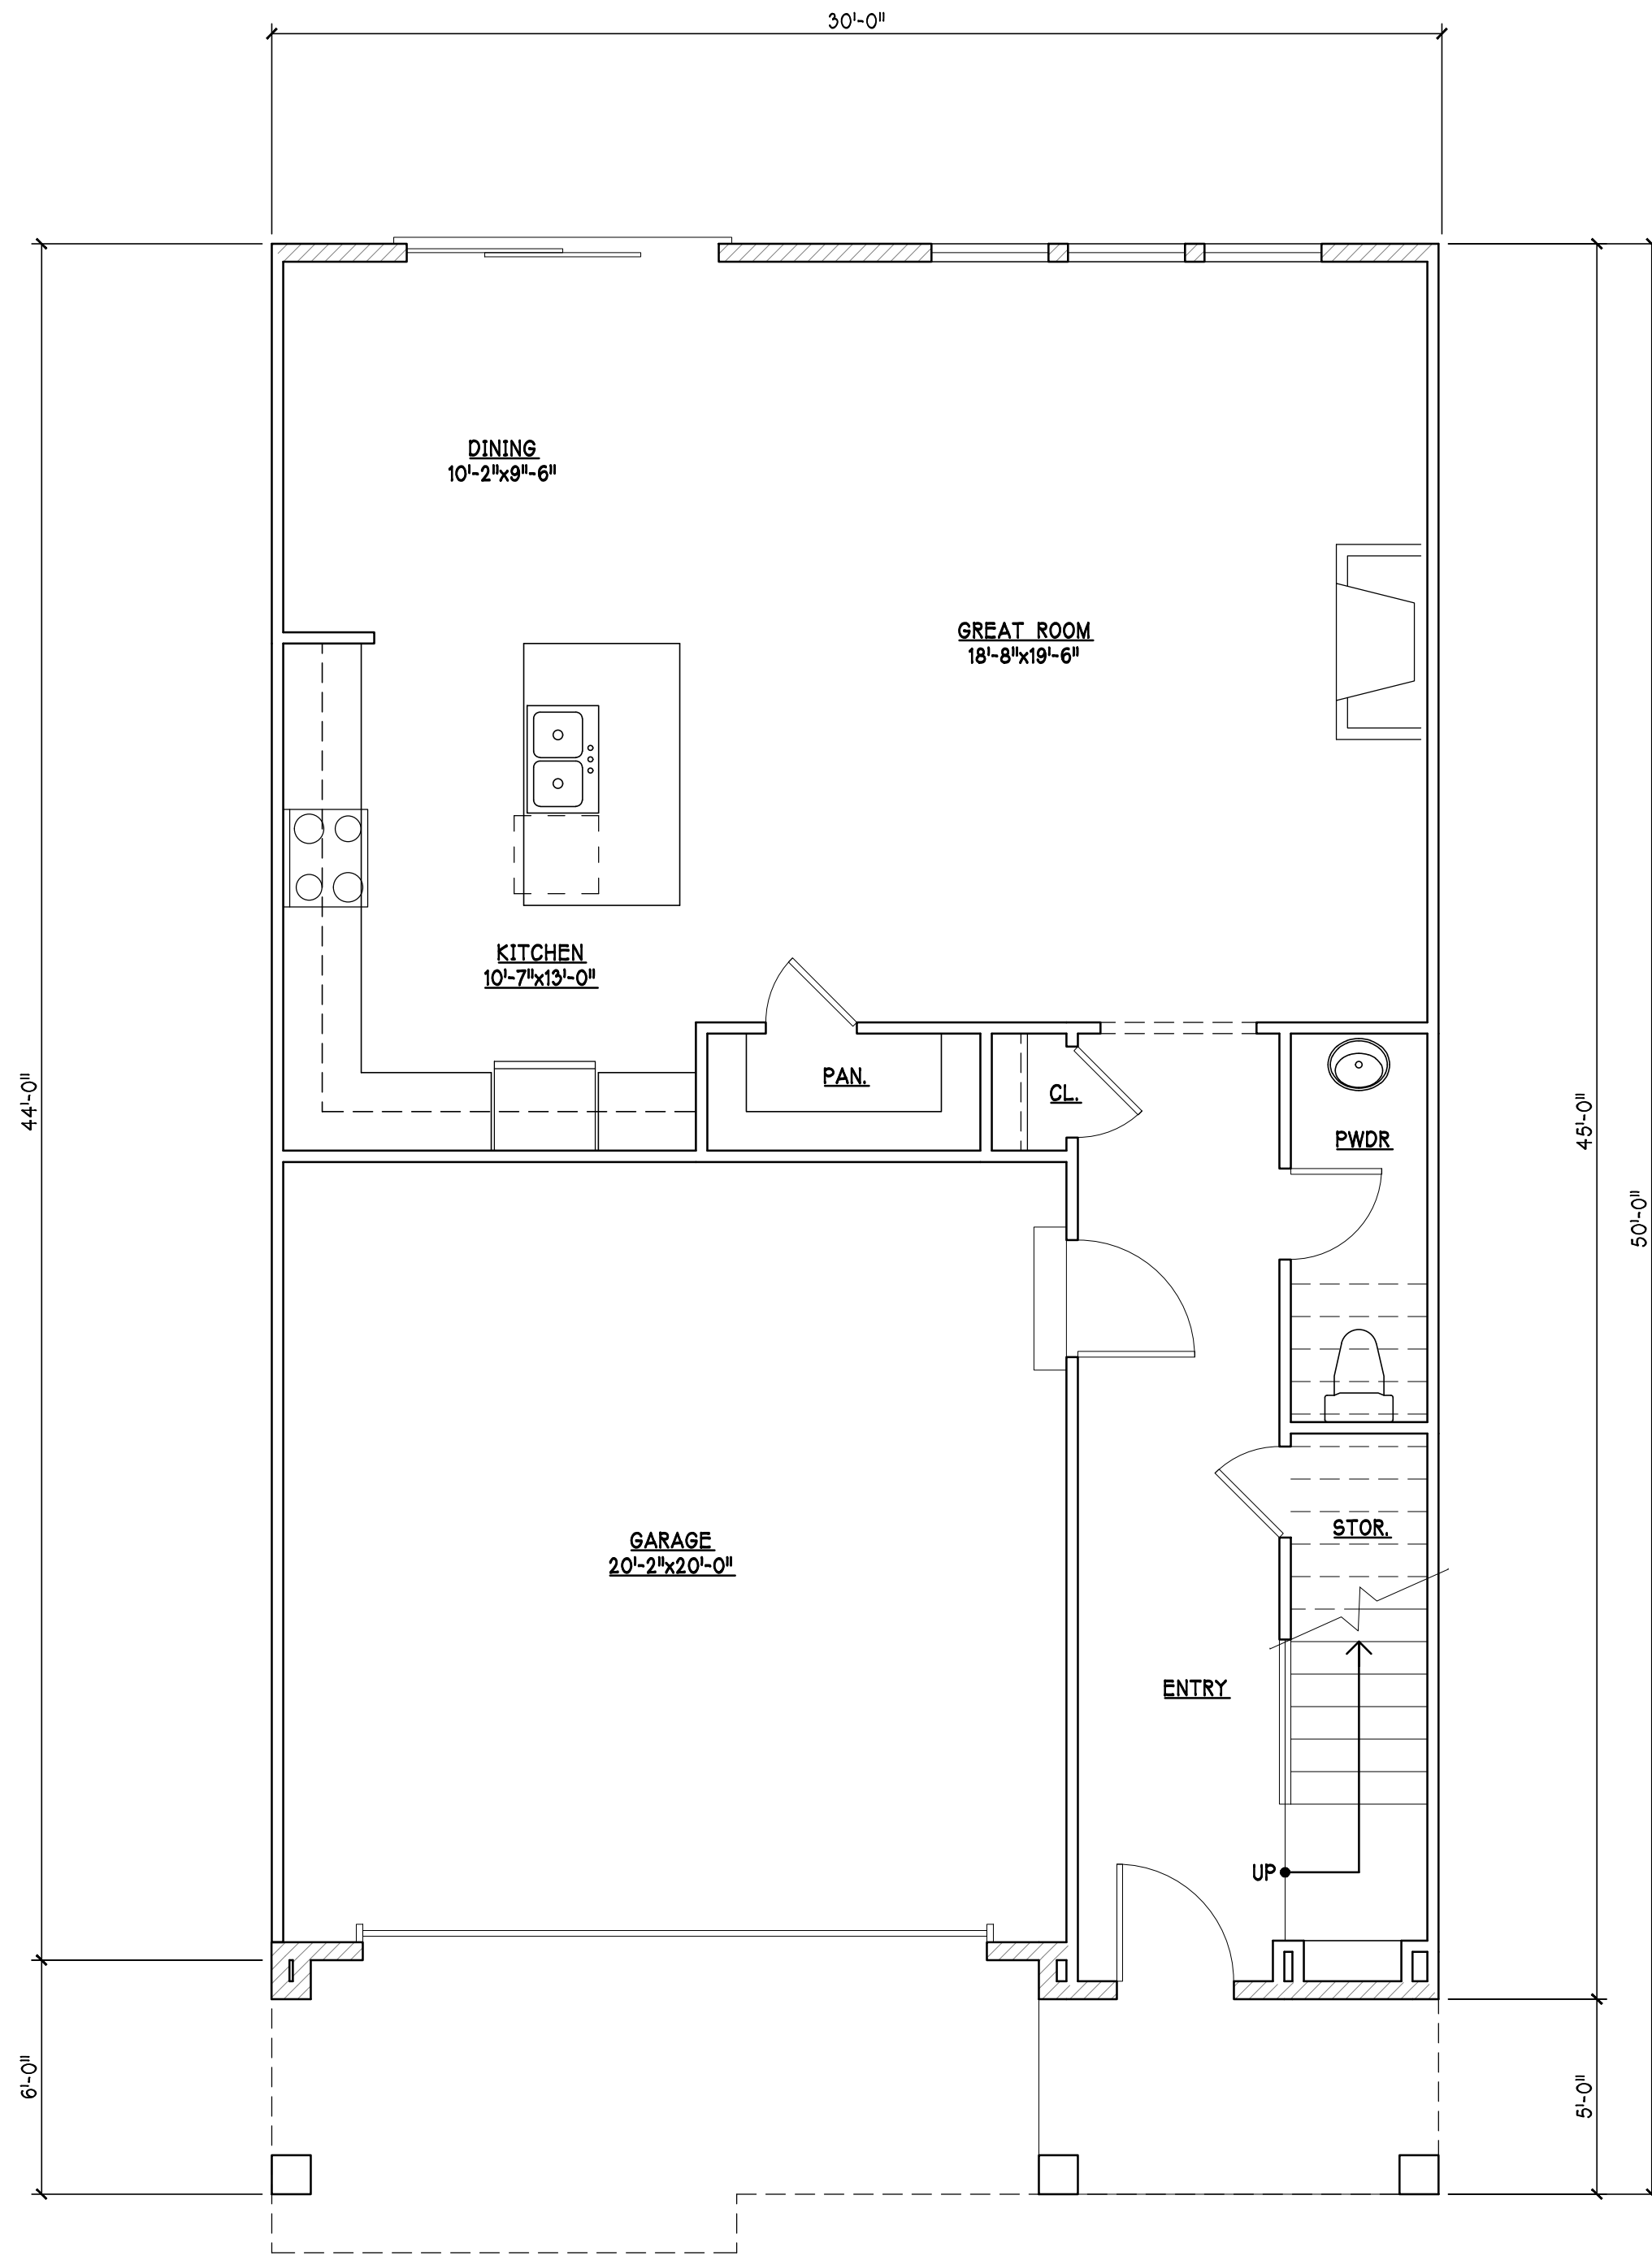 30'-0"
DINING
10'-2"x9"-6"
GREAT ROOM
18'-8"x19'-6"
KITCHEN
10'-7"x13'-0"
PAN.
CL.
PWDR
44'-0"
45'-0"
50'-0"
GARAGE
20'-2"x20'-0"
STOR.
ENTRY
UP
6'-0"
5'-0"